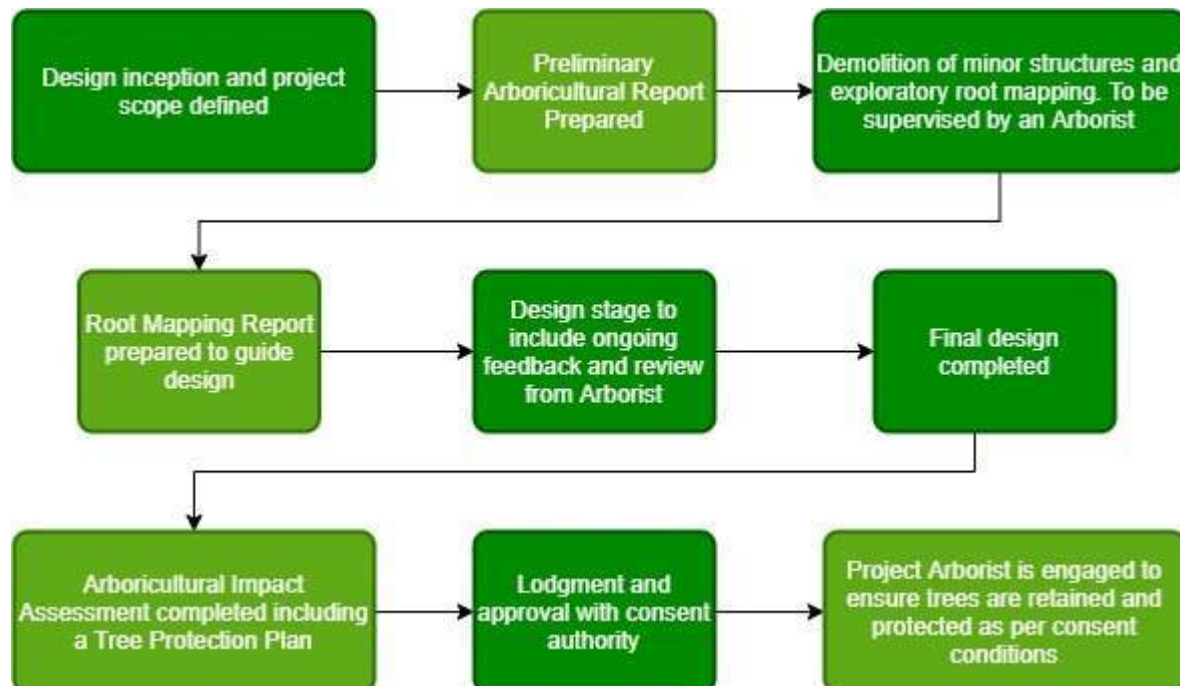 Design inception and project
scope defined
Preliminary
Arboricultural Report
Prepared
Demolition of minor structures and
exploratory root mapping. To be
supervised by an Arborist
Root Mapping Report
prepared to guide
design
Design stage to
include ongoing
feedback and review
from Arborist
Final design
completed
Arboricultural Impact
Assessment completed including
a Tree Protection Plan
Lodgment and
approval with consent
authority
Project Arborist is engaged to
ensure trees are retained and
protected as per consent
conditions